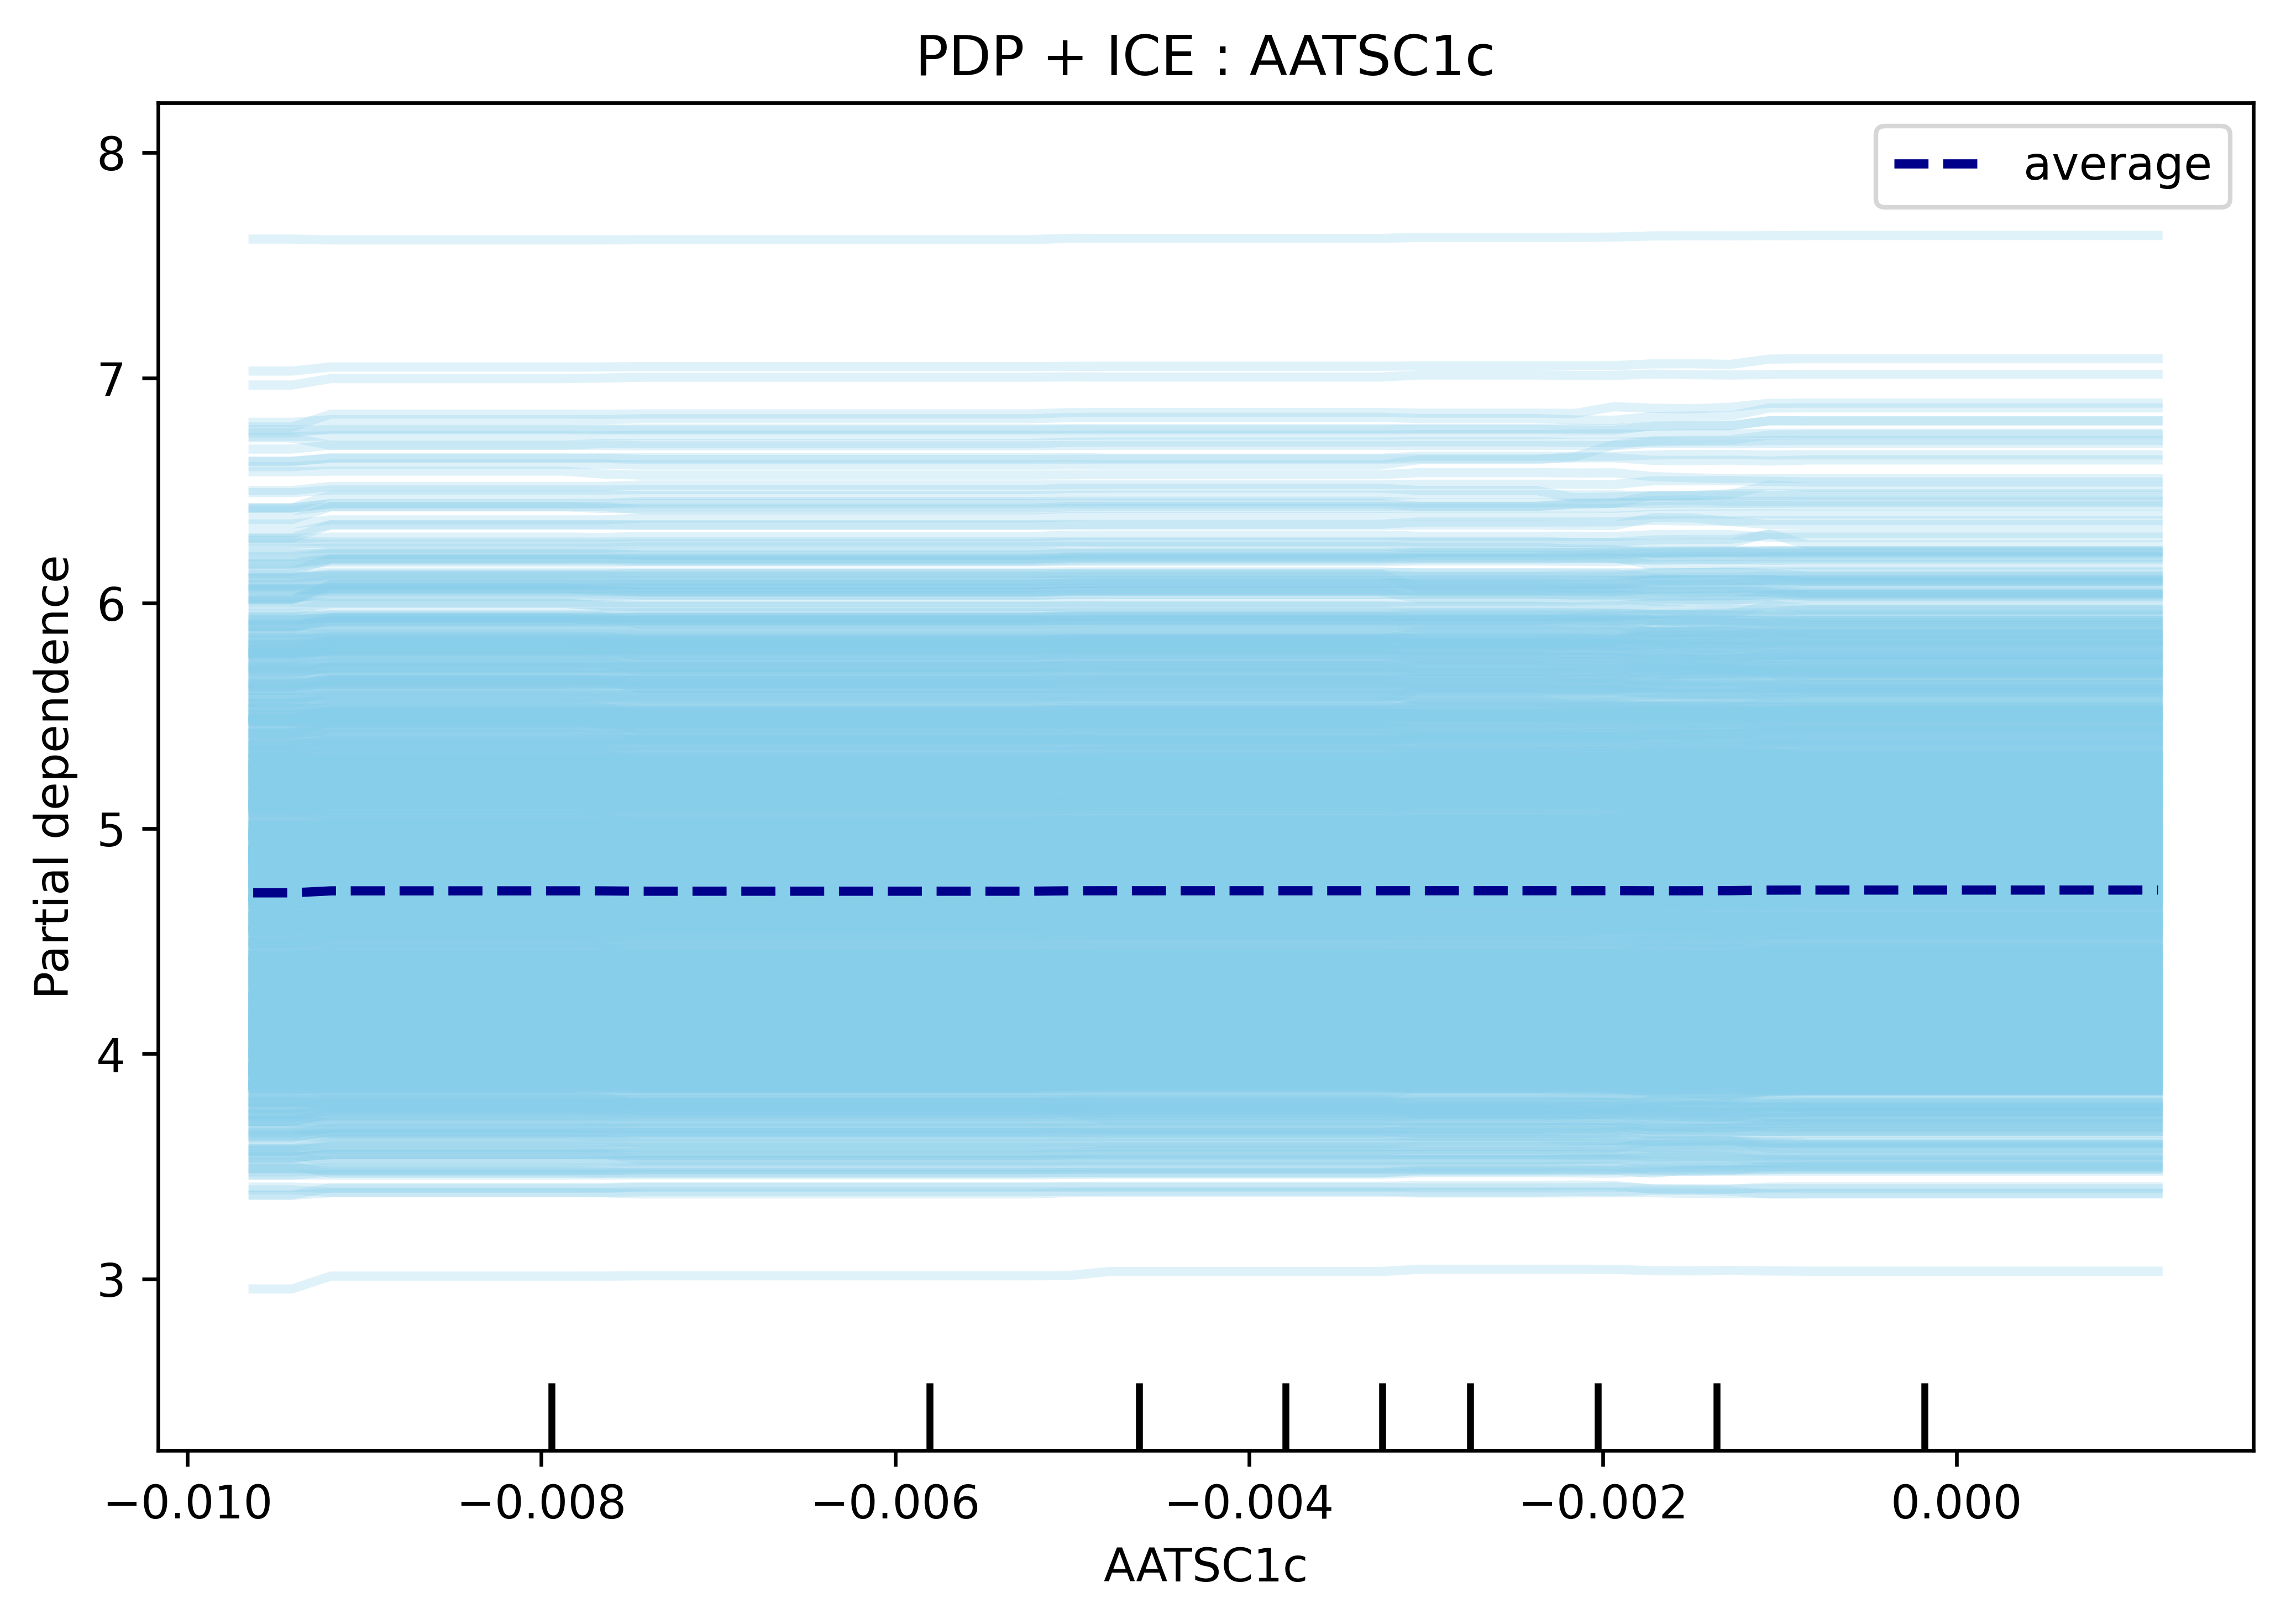 PDP + ICE : AATSC1c
average
8
7
6
5
4
3
Partial dependence
−0.010 −0.008 −0.006 −0.004 −0.002 0.000
AATSC1c